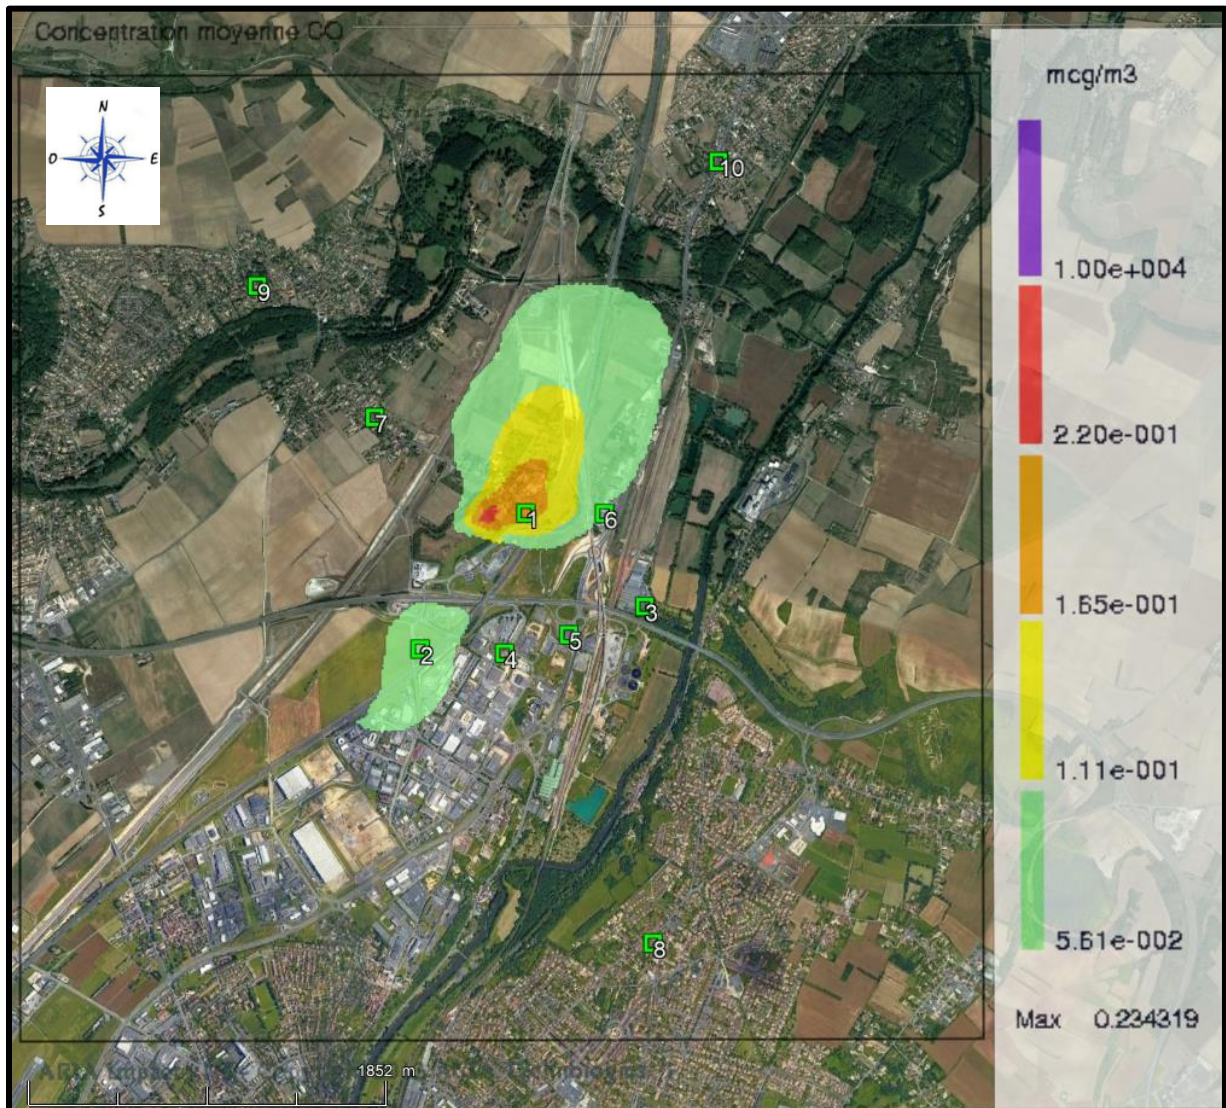 Concentration moyenne CO
mcg/m3
N
O
E
S
10
1.00e+004
9
2.20e-001
7
1
6
1.65e-001
3
5
2
4
1.11e-001
5.61e-002
8
Max 0.234319
1852 m